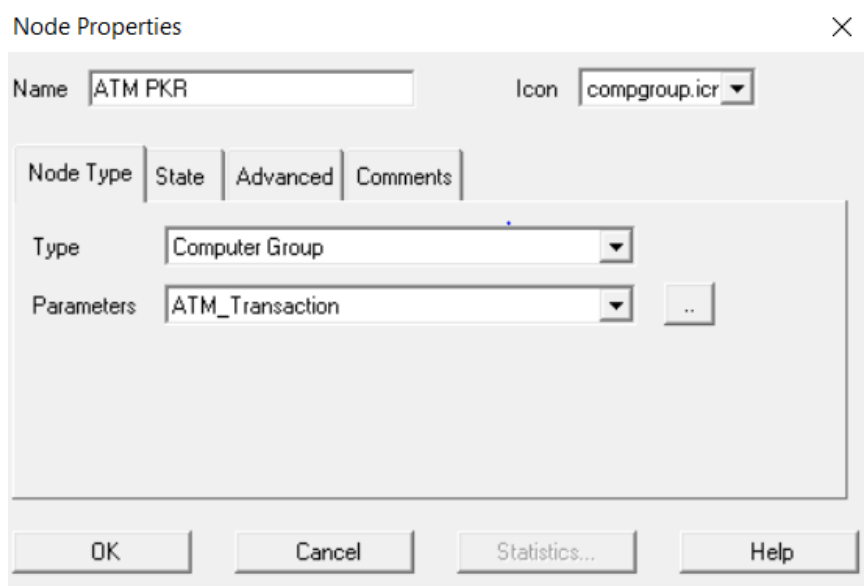 Node Properties
Name ATM PKR Icon compgroup.icr
Node Type State Advanced Comments
Type Computer Group
Parameters ATM_Transaction ..
OK Cancel Statistics... Help